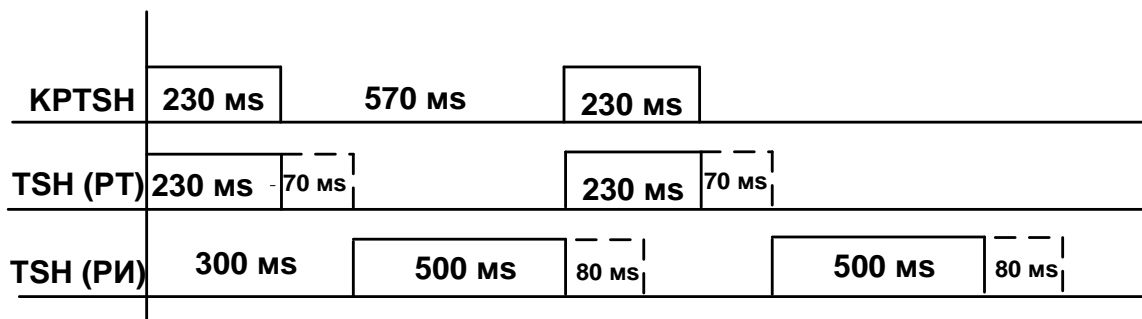 KPTSH 230 мs 570 мs 230 мs
TSH (PT) 230 мs - 70 мs 230 мs 70 мs
TSH (PИ) 300 мs 500 мs 80 мs 500 мs 80 мs